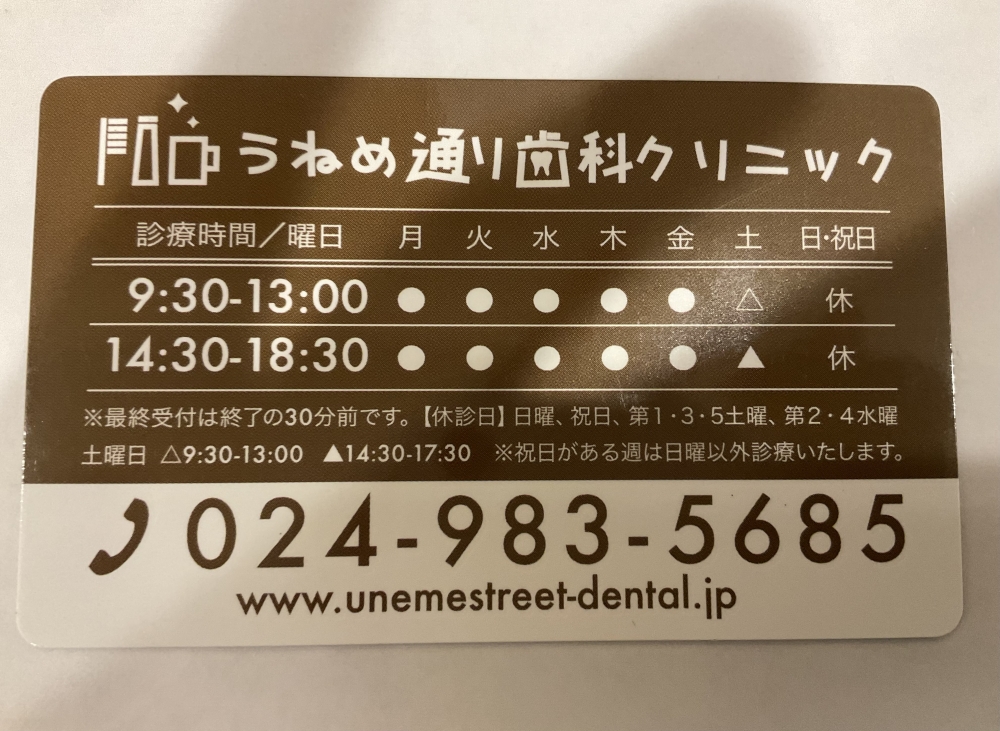 うねめ通り歯科クリニック
診療時間／曜日 月 火 水 木 金 土 日・祝日
9:30-13:00 ● ● ● ● ● △ 休
14:30-18:30 ● ● ● ● ● ▲ 休
※最終受付は終了の30分前です。【休診日】日曜、祝日、第1・3・5土曜、第2・4水曜
土曜日 △9:30-13:00 ▲14:30-17:30 ※祝日がある週は日曜以外診療いたします。
024-983-5685
www.unemestreet-dental.jp